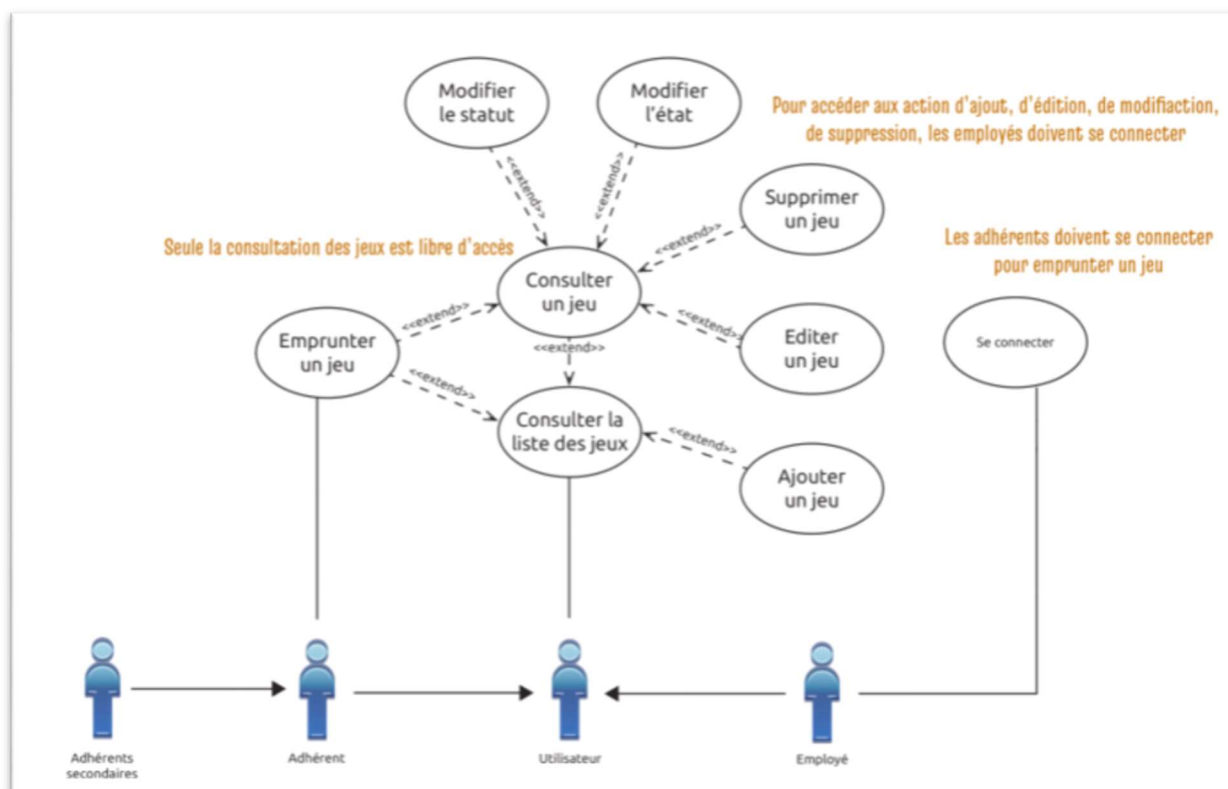 Modifier
le statut
Modifier
l'état
Pour accéder aux action d'ajout, d'édition, de modifiaction,
de suppression, les employés doivent se connecter
<<extend>>
<<extend>>
Supprimer
un jeu
<<extend>>
Seule la consultation des jeux est libre d'accès
Les adhérents doivent se connecter
pour emprunter un jeu
Consulter
un jeu
<<extend>>
<<extend>>
Emprunter
un jeu
<<extend>>
Editer
un jeu
Se connecter
<<extend>>
Consulter la
liste des jeux
<<extend>>
Ajouter
un jeu
Adhérents
secondaires
Adhérent
Utilisateur
Employé